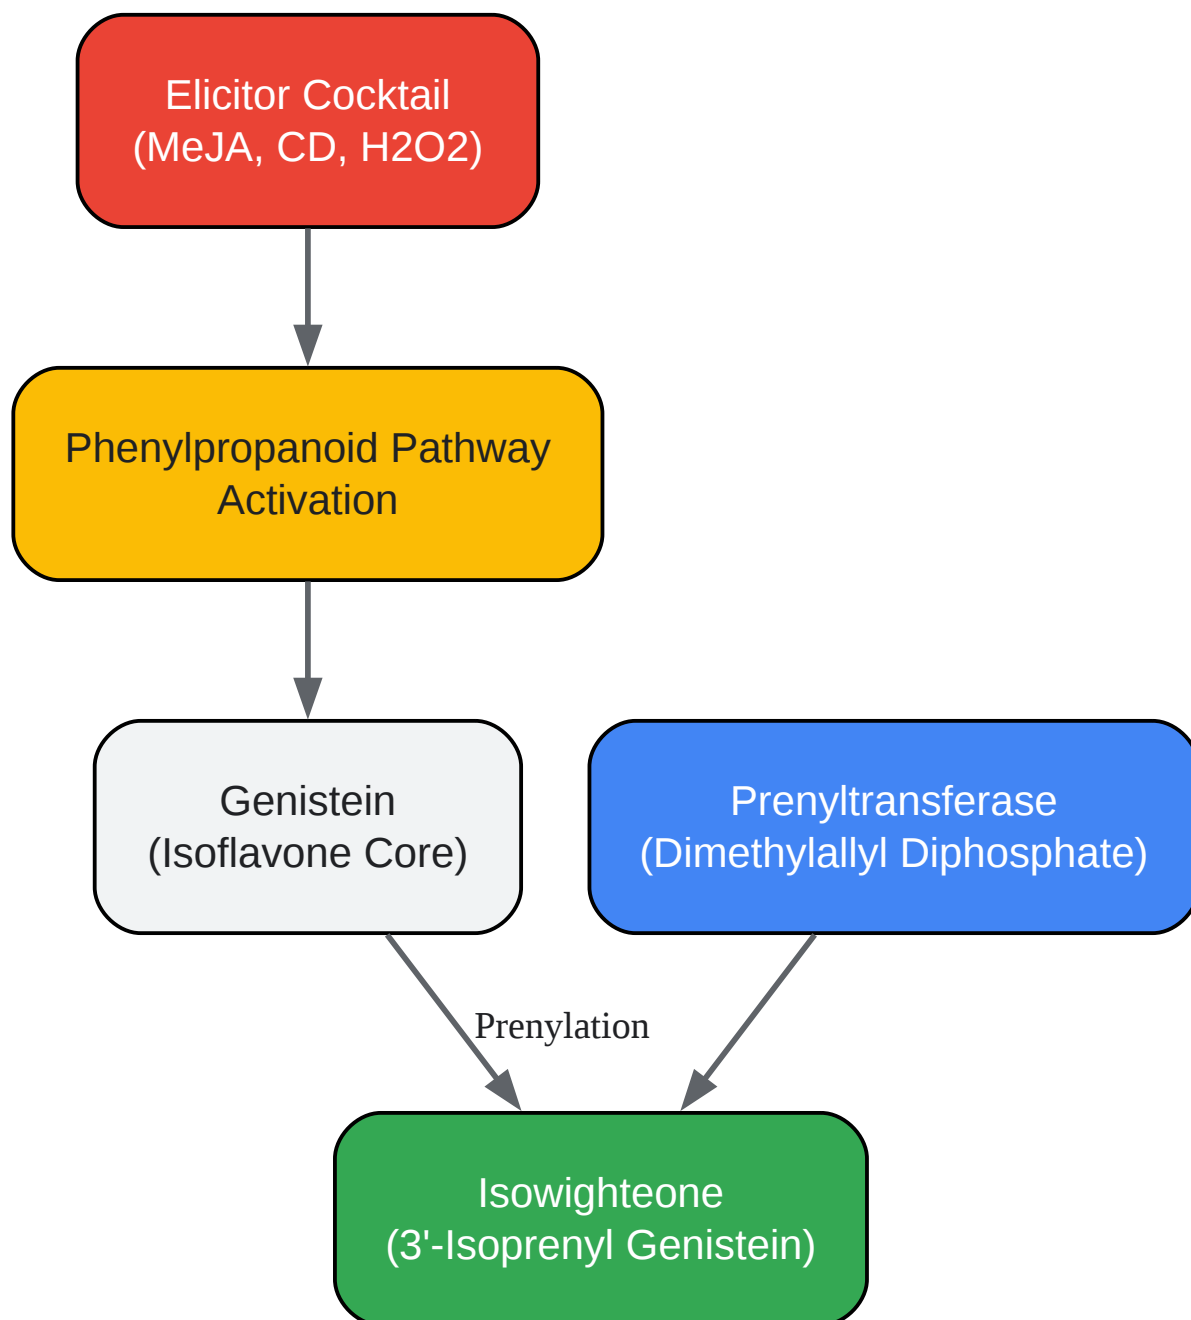 Elicitor Cocktail
(MeJA, CD, H2O2)
Phenylpropanoid Pathway
Activation
Genistein
(Isoflavone Core)
Prenyltransferase
(Dimethylallyl Diphosphate)
Prenylation
Isowighteone
(3'-Isoprenyl Genistein)